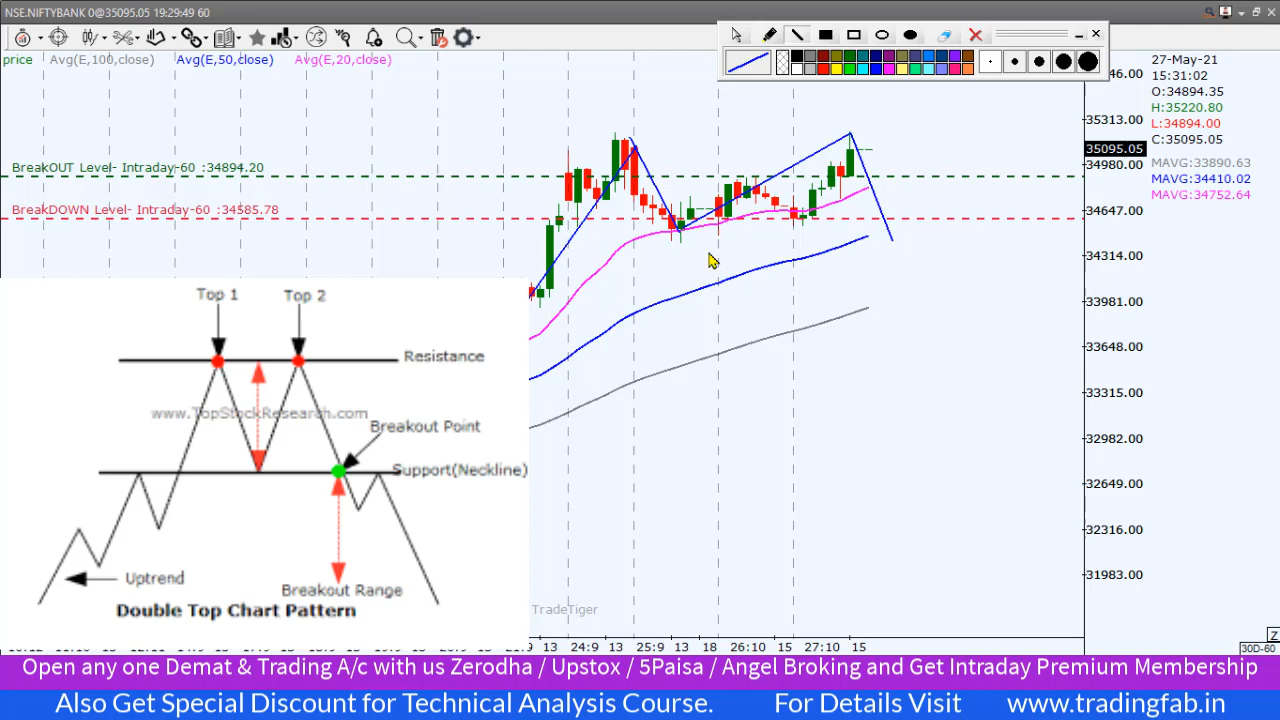 NSE.NIFTYBANK 0@35095.05 19:29:49 60
price Avg(E,100,close) Avg(E,50,close) Avg(E,20,close)
27-May-21
15:31:02
O:34894.35
H:35220.80
L:34894.00
C:35095.05
MAVG:33890.63
MAVG:34410.02
MAVG:34752.64
46.00
35313.00
35095.05
34980.00
34647.00
34314.00
33981.00
33648.00
33315.00
32982.00
32649.00
32316.00
31983.00
BreakOUT Level- Intraday-60 :34894.20
BreakDOWN Level- Intraday-60 :34585.78
Top 1 Top 2
Resistance
www.TopStockResearch.com
Breakout Point
Support(Neckline)
Uptrend
Breakout Range
Double Top Chart Pattern
TradeTiger
13 24:9 13 25:9 13 18 26:10 15 27:10 15
Z
30D-60
Open any one Demat & Trading A/c with us Zerodha / Upstox / 5Paisa / Angel Broking and Get Intraday Premium Membership
Also Get Special Discount for Technical Analysis Course. For Details Visit www.tradingfab.in